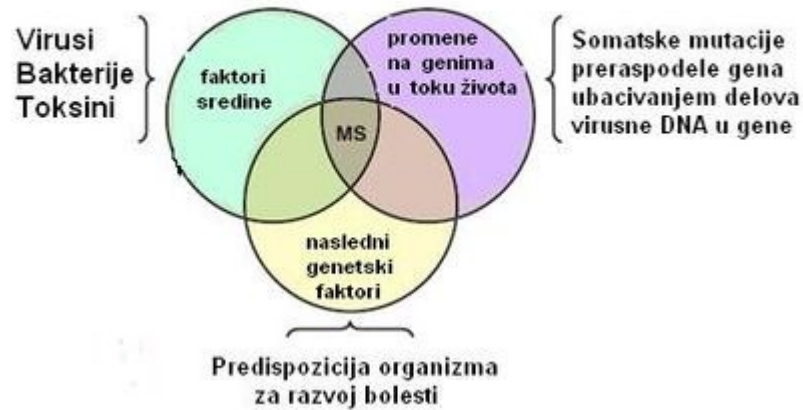 Virusi
Bakterije
Toksini
faktori
sredine
promene
na genima
u toku života
Somatske mutacije
preraspodele gena
ubacivanjem delova
virusne DNA u gene
MS
nasledni
genetski
faktori
Predispozicija organizma
za razvoj bolesti